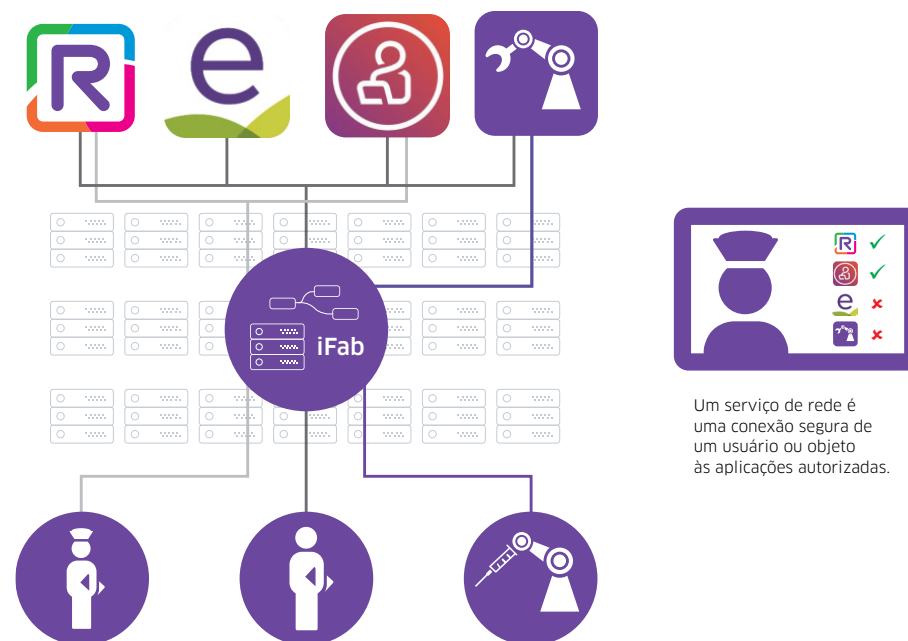 R
e
iFab
R
e
Um serviço de rede é
uma conexão segura de
um usuário ou objeto
às aplicações autorizadas.